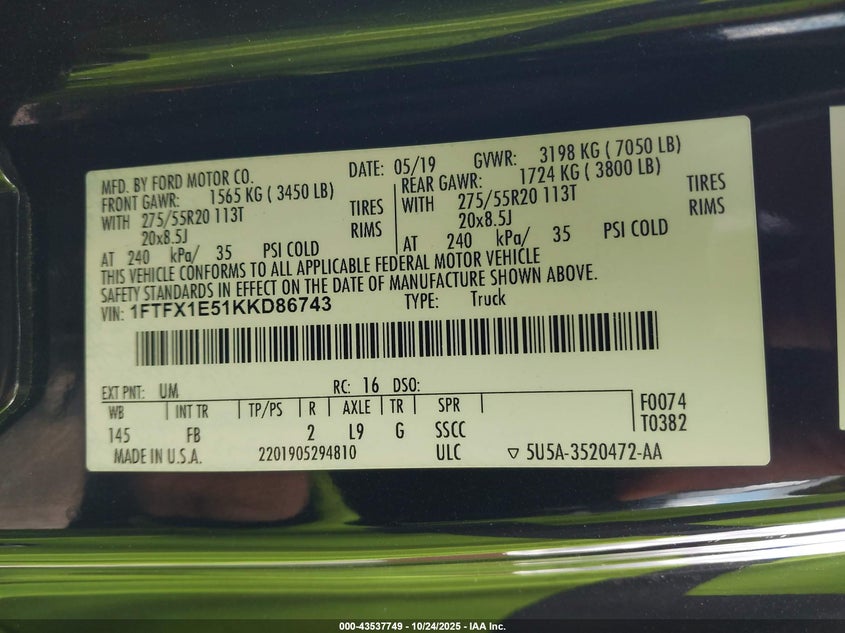 MFD. BY FORD MOTOR CO. DATE: 05/19 GVWR: 3198 KG ( 7050 LB)
FRONT GAWR: 1565 KG ( 3450 LB) REAR GAWR: 1724 KG ( 3800 LB)
WITH 275/55R20 113T TIRES WITH 275/55R20 113T TIRES
20x8.5J RIMS 20x8.5J RIMS
AT 240 kPa/ 35 PSI COLD AT 240 kPa/ 35 PSI COLD
THIS VEHICLE CONFORMS TO ALL APPLICABLE FEDERAL MOTOR VEHICLE
SAFETY STANDARDS IN EFFECT ON THE DATE OF MANUFACTURE SHOWN ABOVE.
VIN: 1FTFX1E51KKD86743 TYPE: Truck
EXT PNT: UM RC: 16 DSO:
WB INT TR TP/PS R AXLE TR SPR F0074
145 FB 2 L9 G SSCC T0382
MADE IN U.S.A. 2201905294810 ULC ▽ 5U5A-3520472-AA
000-43537749 - 10/24/2025 - IAA Inc.